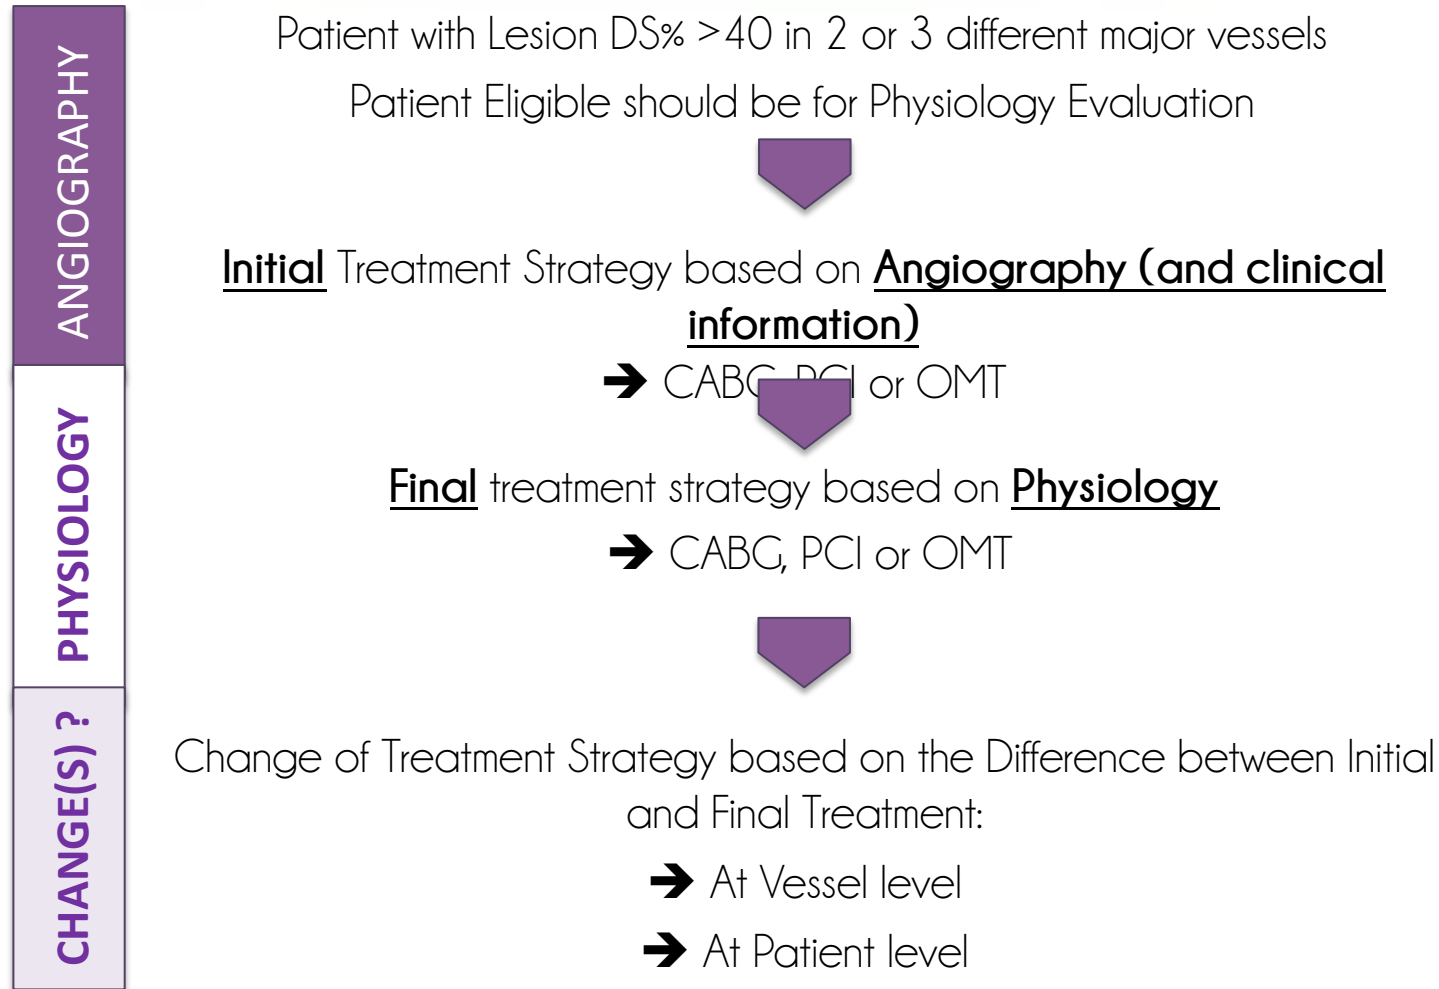 ANGIOGRAPHY
Patient with Lesion DS% >40 in 2 or 3 different major vessels
Patient Eligible should be for Physiology Evaluation
Initial Treatment Strategy based on Angiography (and clinical
information)
➔ CABG, PCI or OMT
PHYSIOLOGY
Final treatment strategy based on Physiology
➔ CABG, PCI or OMT
CHANGE(S) ?
Change of Treatment Strategy based on the Difference between Initial
and Final Treatment:
➔ At Vessel level
➔ At Patient level